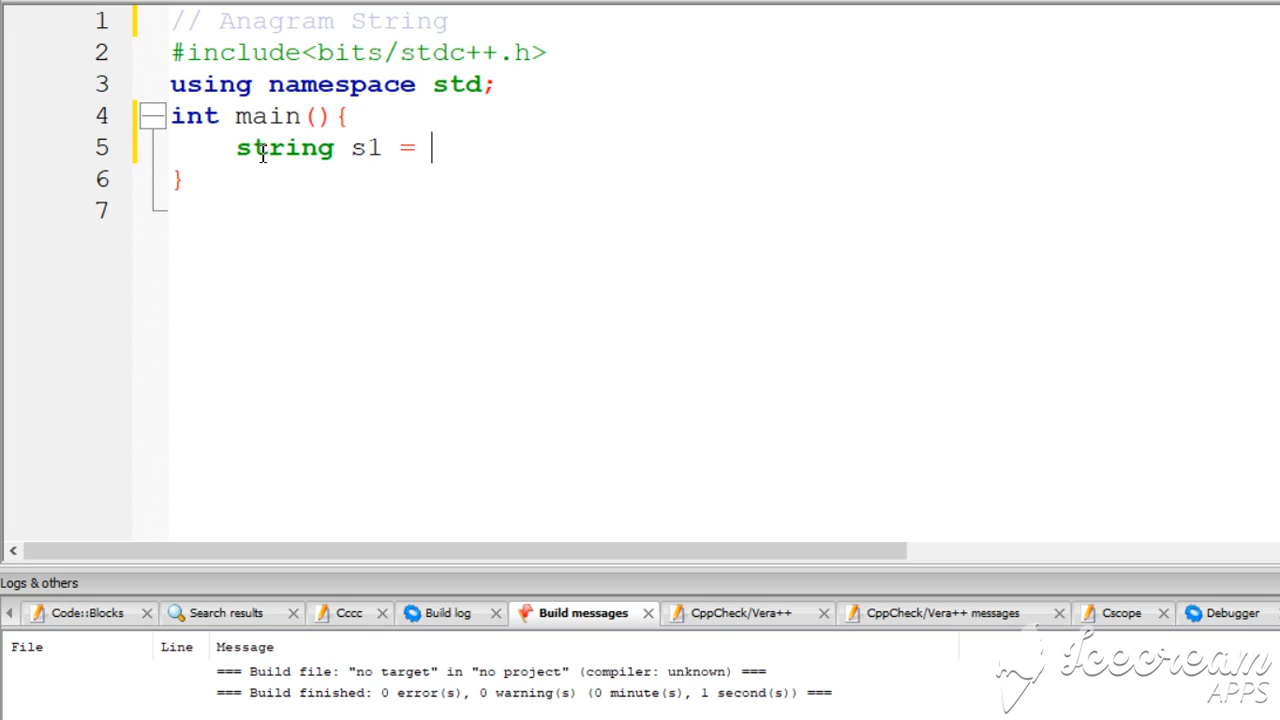 1 // Anagram String
2 #include<bits/stdc++.h>
3 using namespace std;
4 int main(){
5 string s1 =
6 }
7
Logs & others
Code::Blocks Search results Cccc Build log Build messages CppCheck/Vera++ CppCheck/Vera++ messages Cscope Debugger
File Line Message
=== Build file: "no target" in "no project" (compiler: unknown) ===
=== Build finished: 0 error(s), 0 warning(s) (0 minute(s), 1 second(s)) ===
Icecream
APPS